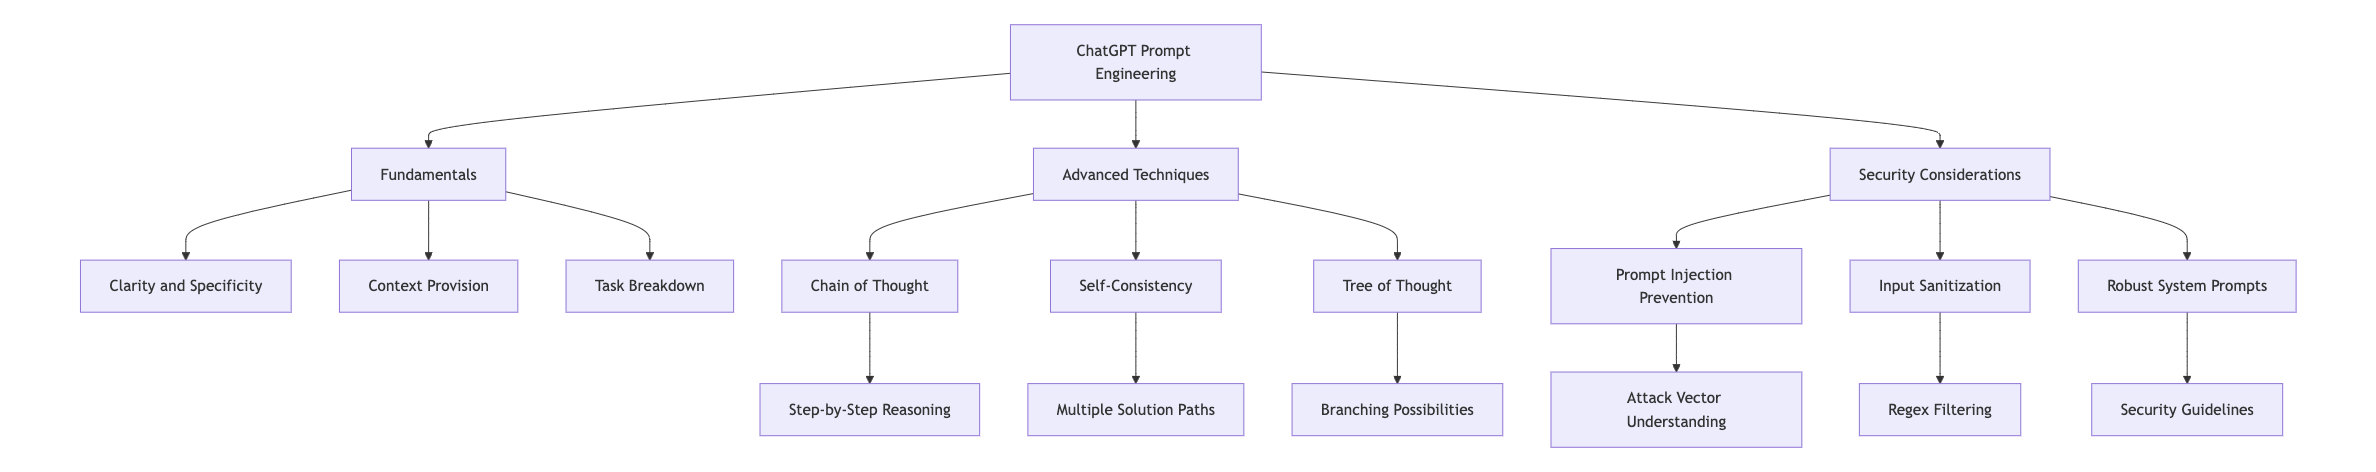 ChatGPT Prompt
Engineering
Fundamentals
Advanced Techniques
Security Considerations
Clarity and Specificity
Context Provision
Task Breakdown
Chain of Thought
Self-Consistency
Tree of Thought
Prompt Injection
Prevention
Input Sanitization
Robust System Prompts
Step-by-Step Reasoning
Multiple Solution Paths
Branching Possibilities
Attack Vector
Understanding
Regex Filtering
Security Guidelines